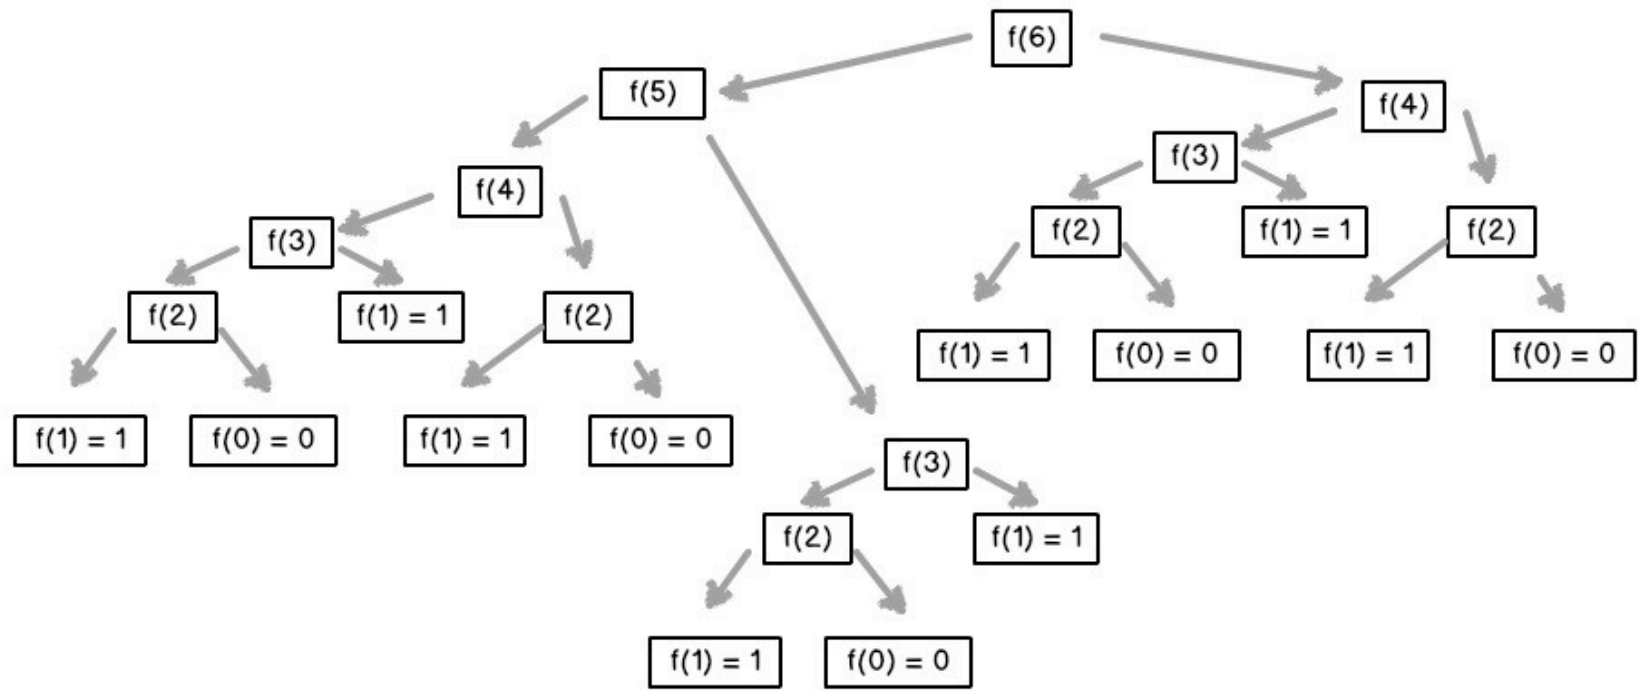 f(6)
f(5)
f(4)
f(3)
f(4)
f(2)
f(1) = 1
f(2)
f(3)
f(2)
f(1) = 1
f(2)
f(1) = 1
f(0) = 0
f(1) = 1
f(0) = 0
f(1) = 1
f(0) = 0
f(1) = 1
f(0) = 0
f(3)
f(2)
f(1) = 1
f(1) = 1
f(0) = 0